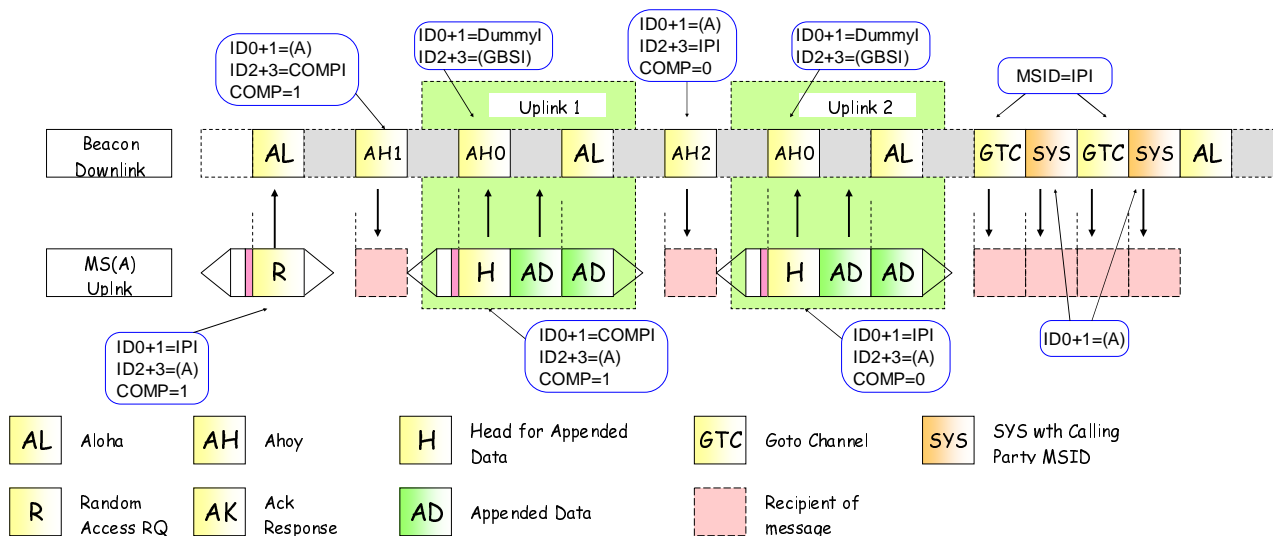 ID0+1=(A)
ID2+3=COMPI
COMP=1
ID0+1=DummyI
ID2+3=(GBSI)
ID0+1=(A)
ID2+3=IPI
COMP=0
ID0+1=DummyI
ID2+3=(GBSI)
MSID=IPI
Uplink 1
Uplink 2
Beacon
Downlink
AL
AH1
AH0
AL
AH2
AH0
AL
GTC
SYS
GTC
SYS
AL
MS(A)
Uplnk
R
H
AD
AD
H
AD
AD
ID0+1=IPI
ID2+3=(A)
COMP=1
ID0+1=COMPI
ID2+3=(A)
COMP=1
ID0+1=IPI
ID2+3=(A)
COMP=0
ID0+1=(A)
AL
Aloha
AH
Ahoy
H
Head for Appended
Data
GTC
Goto Channel
SYS
SYS wth Calling
Party MSID
R
Random
Access RQ
AK
Ack
Response
AD
Appended Data
Recipient of
message